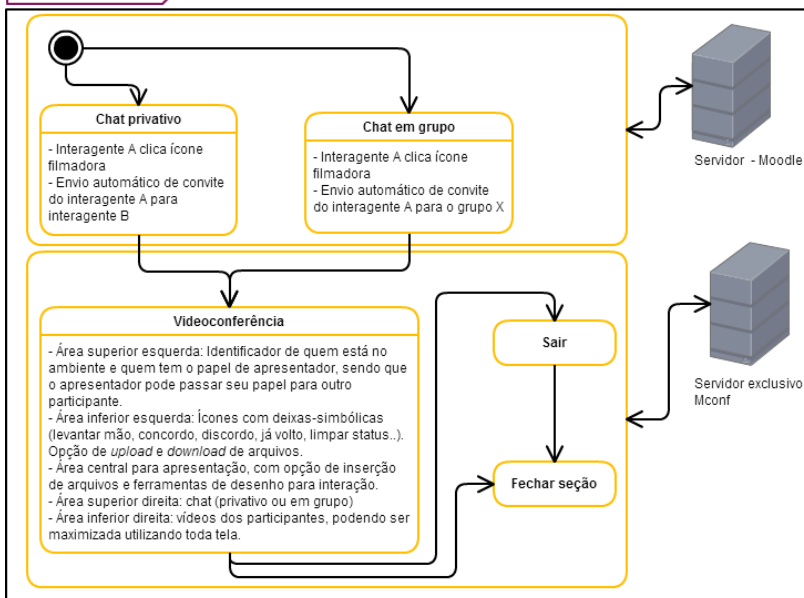 Chat privativo
- Interagente A clica ícone
filmadora
- Envio automático de convite
do interagente A para
interagente B
Chat em grupo
- Interagente A clica ícone
filmadora
- Envio automático de convite
do interagente A para o grupo X
Servidor - Moodle
Videoconferência
- Área superior esquerda: Identificador de quem está no
ambiente e quem tem o papel de apresentador, sendo que
o apresentador pode passar seu papel para outro
participante.
- Área inferior esquerda: Ícones com deixas-simbólicas
(levantar mão, concordo, discordo, já volto, limpar status..).
Opção de upload e download de arquivos.
- Área central para apresentação, com opção de inserção
de arquivos e ferramentas de desenho para interação.
- Área superior direita: chat (privativo ou em grupo)
- Área inferior direita: vídeos dos participantes, podendo ser
maximizada utilizando toda tela.
Sair
Fechar seção
Servidor exclusivo
Mconf